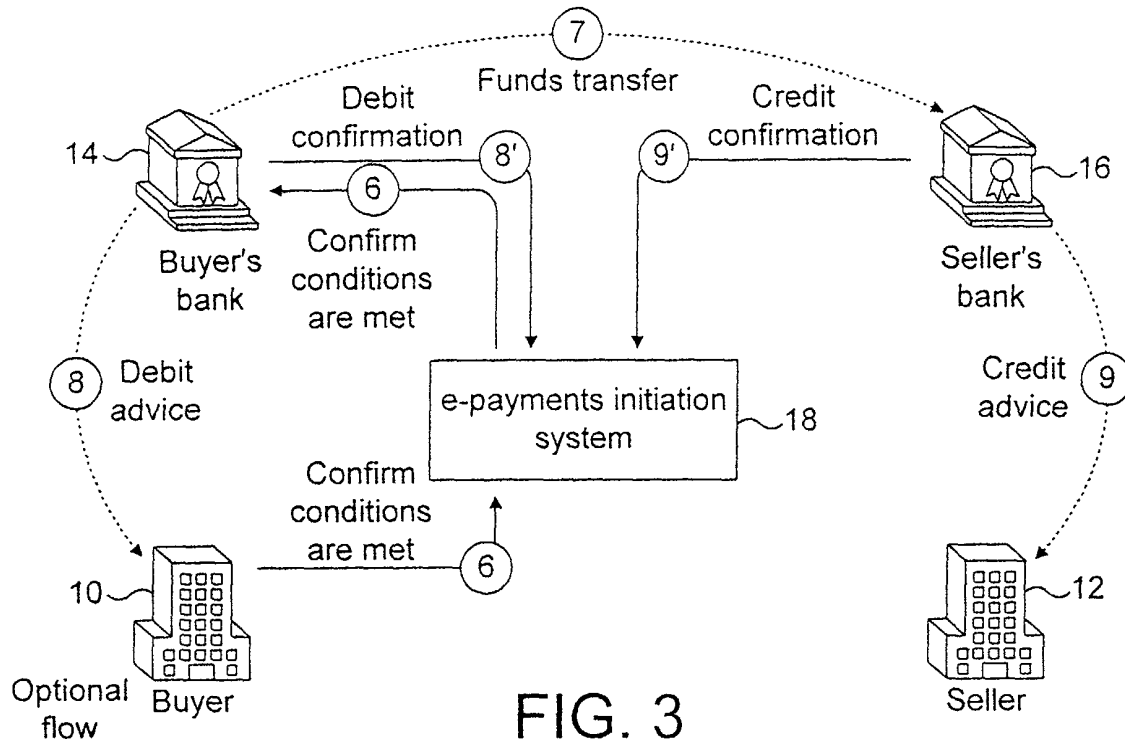 7
Funds transfer
Debit
confirmation
8'
Credit
confirmation
9'
14
16
6
Confirm
conditions
are met
Buyer's
bank
Seller's
bank
8
Debit
advice
e-payments initiation
system
18
Credit
advice
9
Confirm
conditions
are met
6
10
12
Optional
flow
Buyer
Seller
FIG. 3